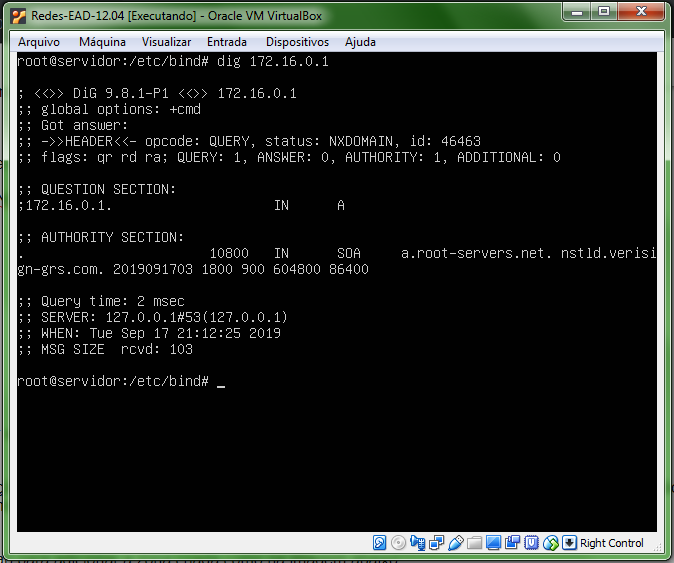 Redes-EAD-12.04 [Executando] - Oracle VM VirtualBox
Arquivo Máquina Visualizar Entrada Dispositivos Ajuda
root@servidor:/etc/bind# dig 172.16.0.1
; <<>> DiG 9.8.1-P1 <<>> 172.16.0.1
;; global options: +cmd
;; Got answer:
;; ->>HEADER<<- opcode: QUERY, status: NXDOMAIN, id: 46463
;; flags: qr rd ra; QUERY: 1, ANSWER: 0, AUTHORITY: 1, ADDITIONAL: 0
;; QUESTION SECTION:
;172.16.0.1. IN A
;; AUTHORITY SECTION:
. 10800 IN SOA a.root-servers.net. nstld.verisi
gn-grs.com. 2019091703 1800 900 604800 86400
;; Query time: 2 msec
;; SERVER: 127.0.0.1#53(127.0.0.1)
;; WHEN: Tue Sep 17 21:12:25 2019
;; MSG SIZE rcvd: 103
root@servidor:/etc/bind# _
Right Control